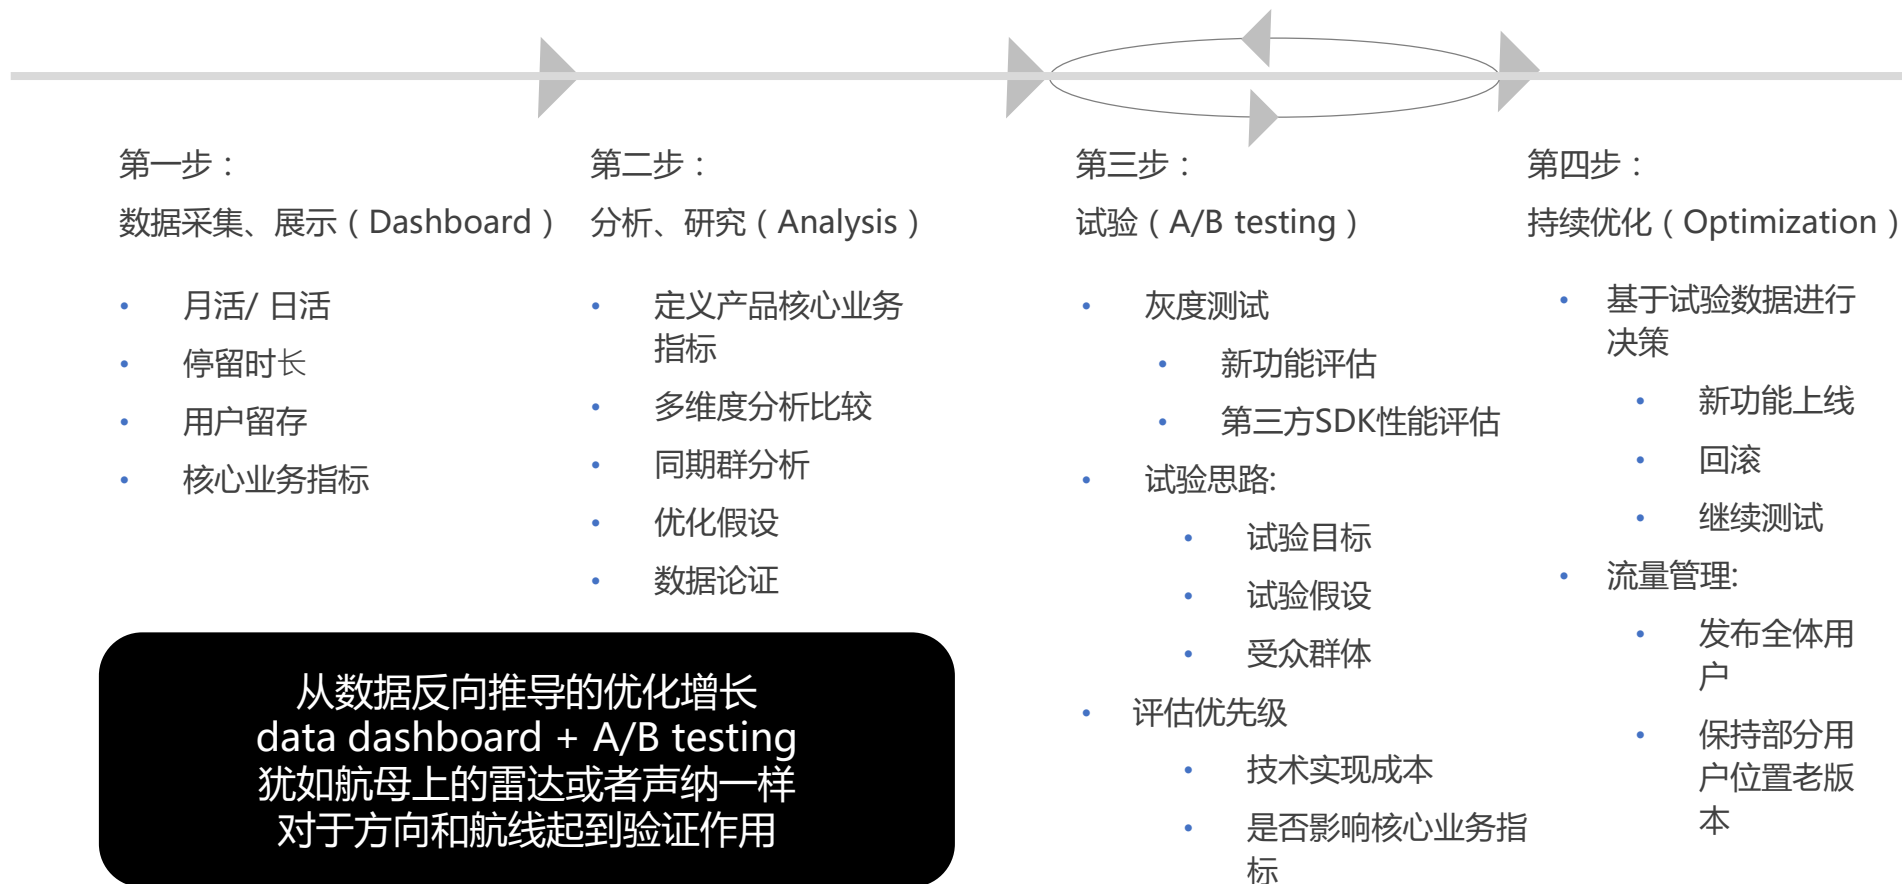 第一步：
数据采集、展示（Dashboard）
• 月活/ 日活
• 停留时长
• 用户留存
• 核心业务指标
第二步：
分析、研究（Analysis）
• 定义产品核心业务
指标
• 多维度分析比较
• 同期群分析
• 优化假设
• 数据论证
从数据反向推导的优化增长
data dashboard + A/B testing
犹如航母上的雷达或者声纳一样
对于方向和航线起到验证作用
第三步：
试验（A/B testing）
• 灰度测试
• 新功能评估
• 第三方SDK性能评估
• 试验思路:
• 试验目标
• 试验假设
• 受众群体
• 评估优先级
• 技术实现成本
• 是否影响核心业务指
标
第四步：
持续优化（Optimization）
• 基于试验数据进行
决策
• 新功能上线
• 回滚
• 继续测试
• 流量管理:
• 发布全体用
户
• 保持部分用
户位置老版
本